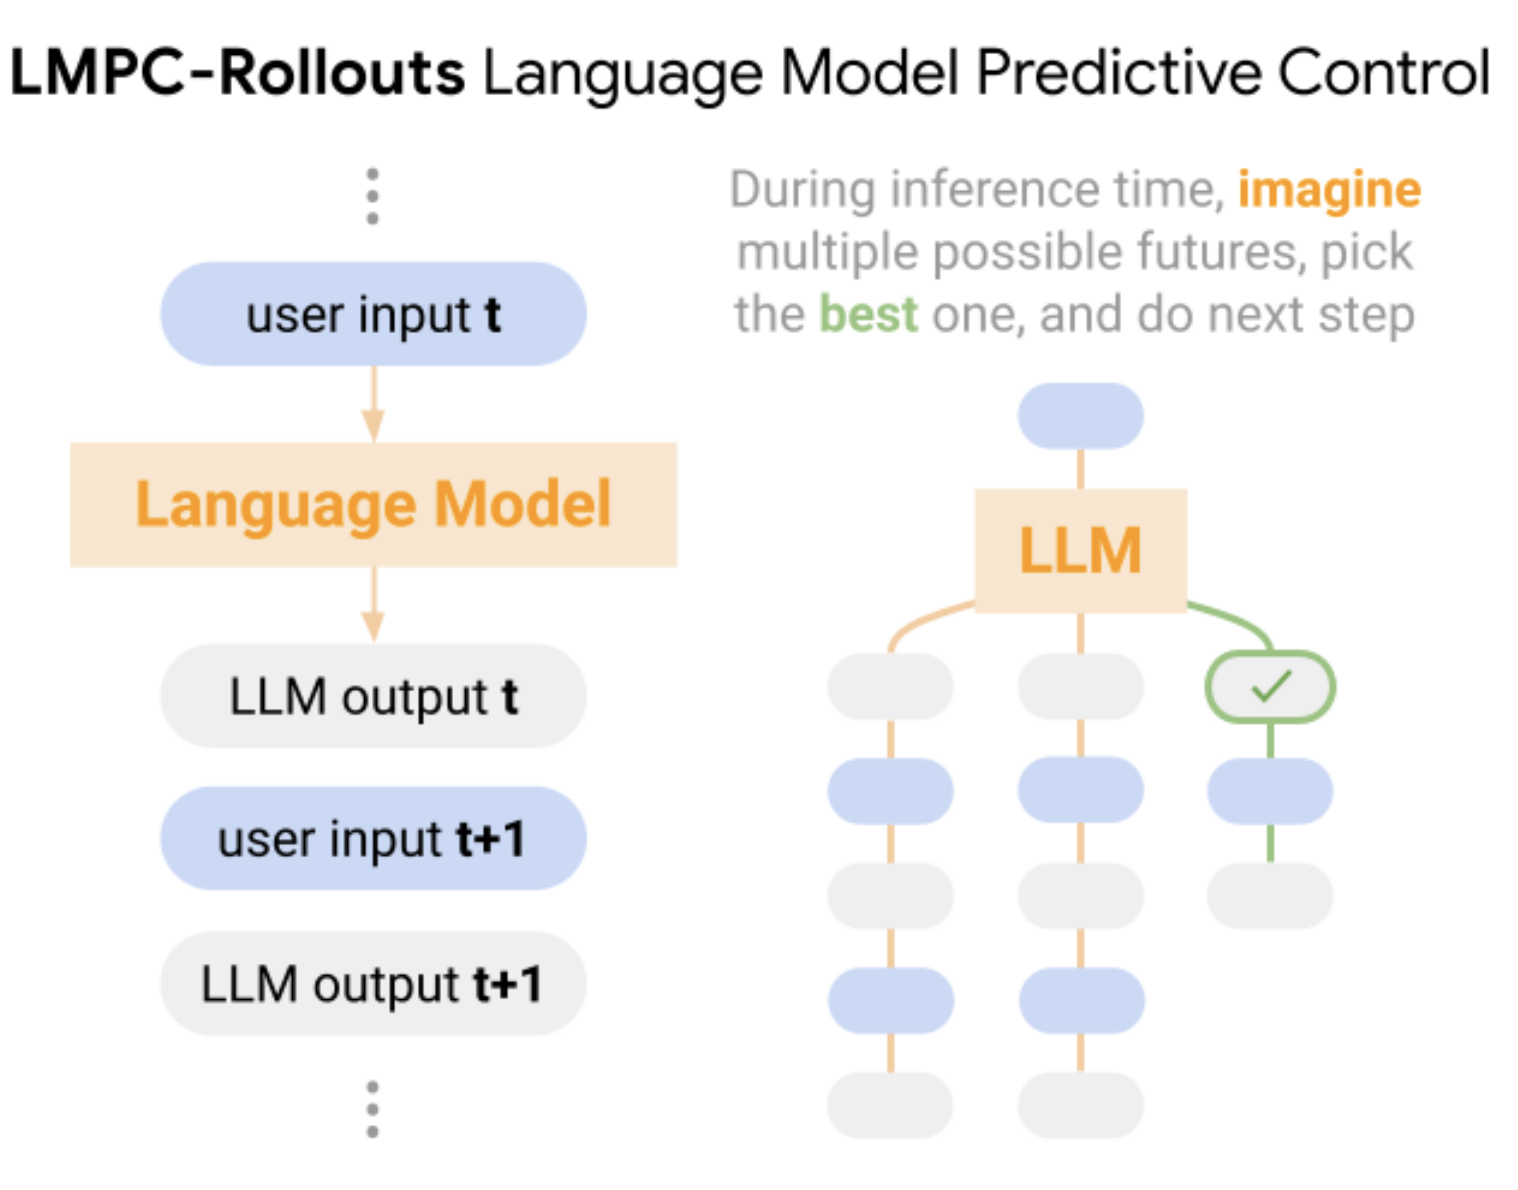 LMPC-Rollouts Language Model Predictive Control
user input t
Language Model
LLM output t
user input t+1
LLM output t+1
During inference time, imagine
multiple possible futures, pick
the best one, and do next step
LLM